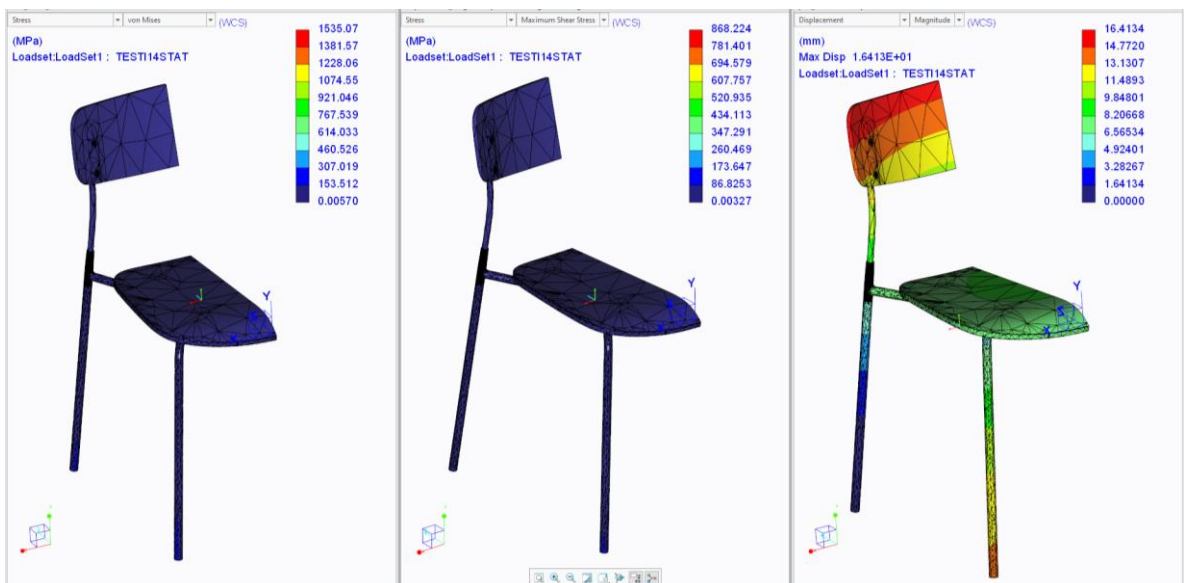 Stress von Mises (WCS)
(MPa)
Loadset:LoadSet1 : TESTI14STAT
1535.07
1381.57
1228.06
1074.55
921.046
767.539
614.033
460.526
307.019
153.512
0.00570
Y
X
Stress Maximum Shear Stress (WCS)
(MPa)
Loadset:LoadSet1 : TESTI14STAT
868.224
781.401
694.579
607.757
520.935
434.113
347.291
260.469
173.647
86.8253
0.00327
Y
Displacement Magnitude (WCS)
(mm)
Max Disp 1.6413E+01
Loadset:LoadSet1 : TESTI14STAT
16.4134
14.7720
13.1307
11.4893
9.84801
8.20668
6.56534
4.92401
3.28267
1.64134
0.00000
Y
X